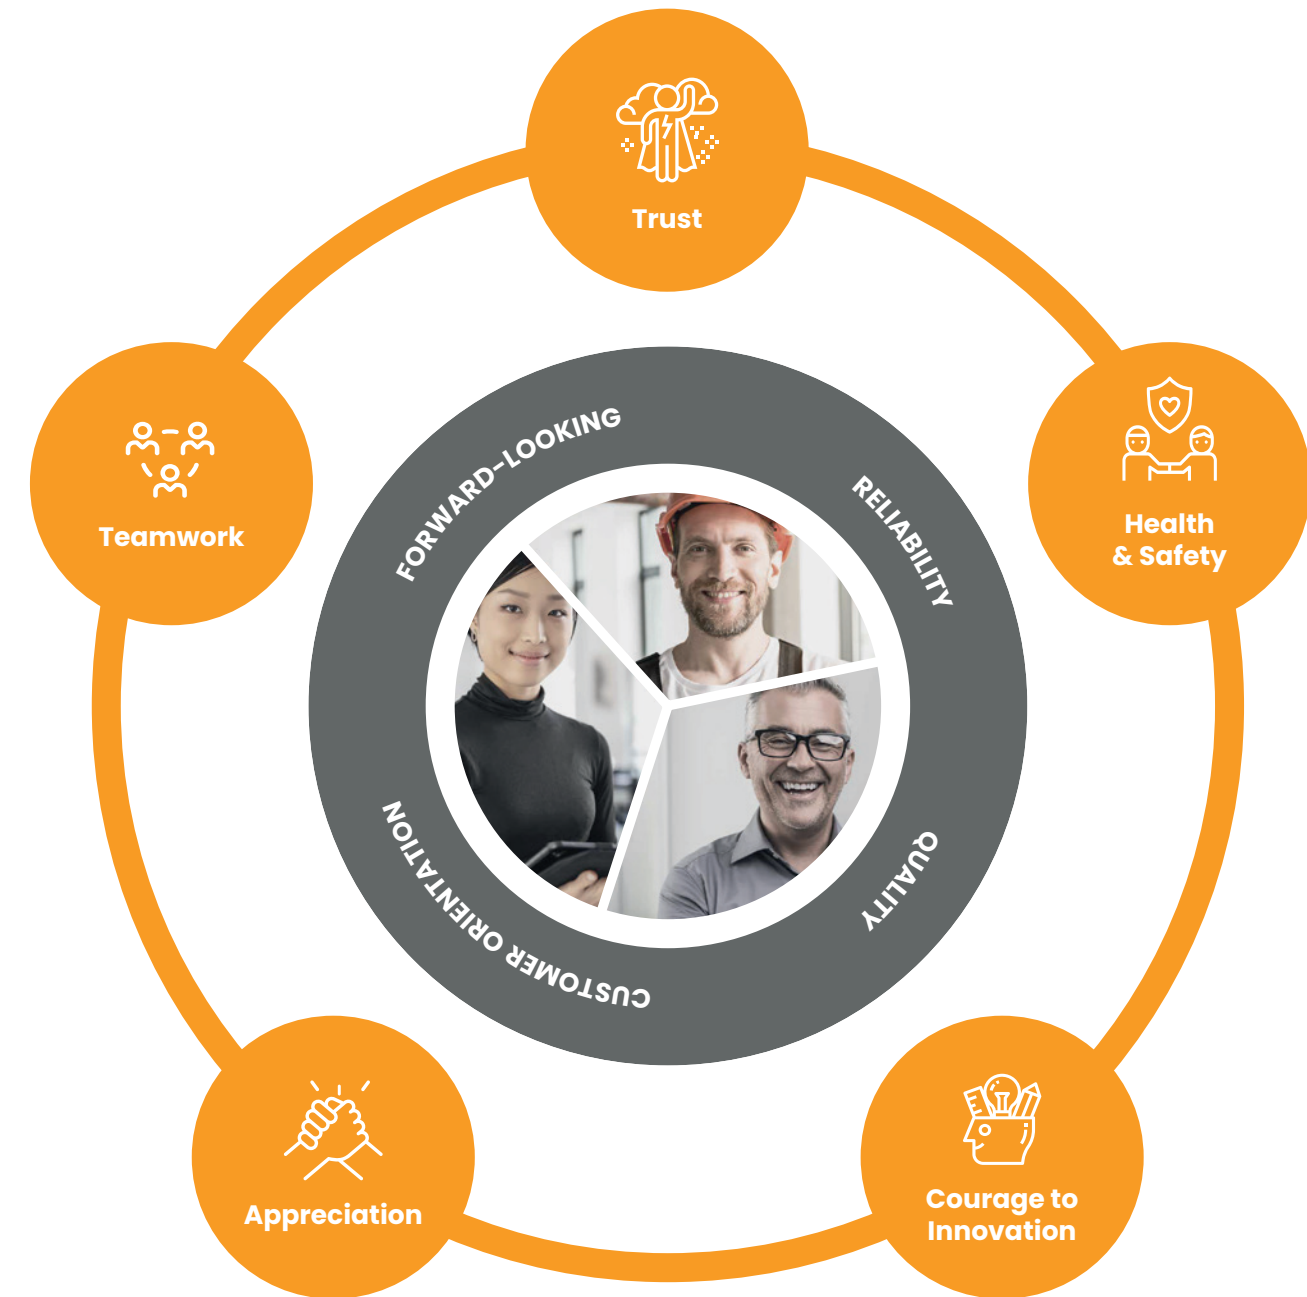 Trust
Teamwork
Health
& Safety
FORWARD-LOOKING
RELIABILITY
QUALITY
CUSTOMER ORIENTATION
Appreciation
Courage to
Innovation